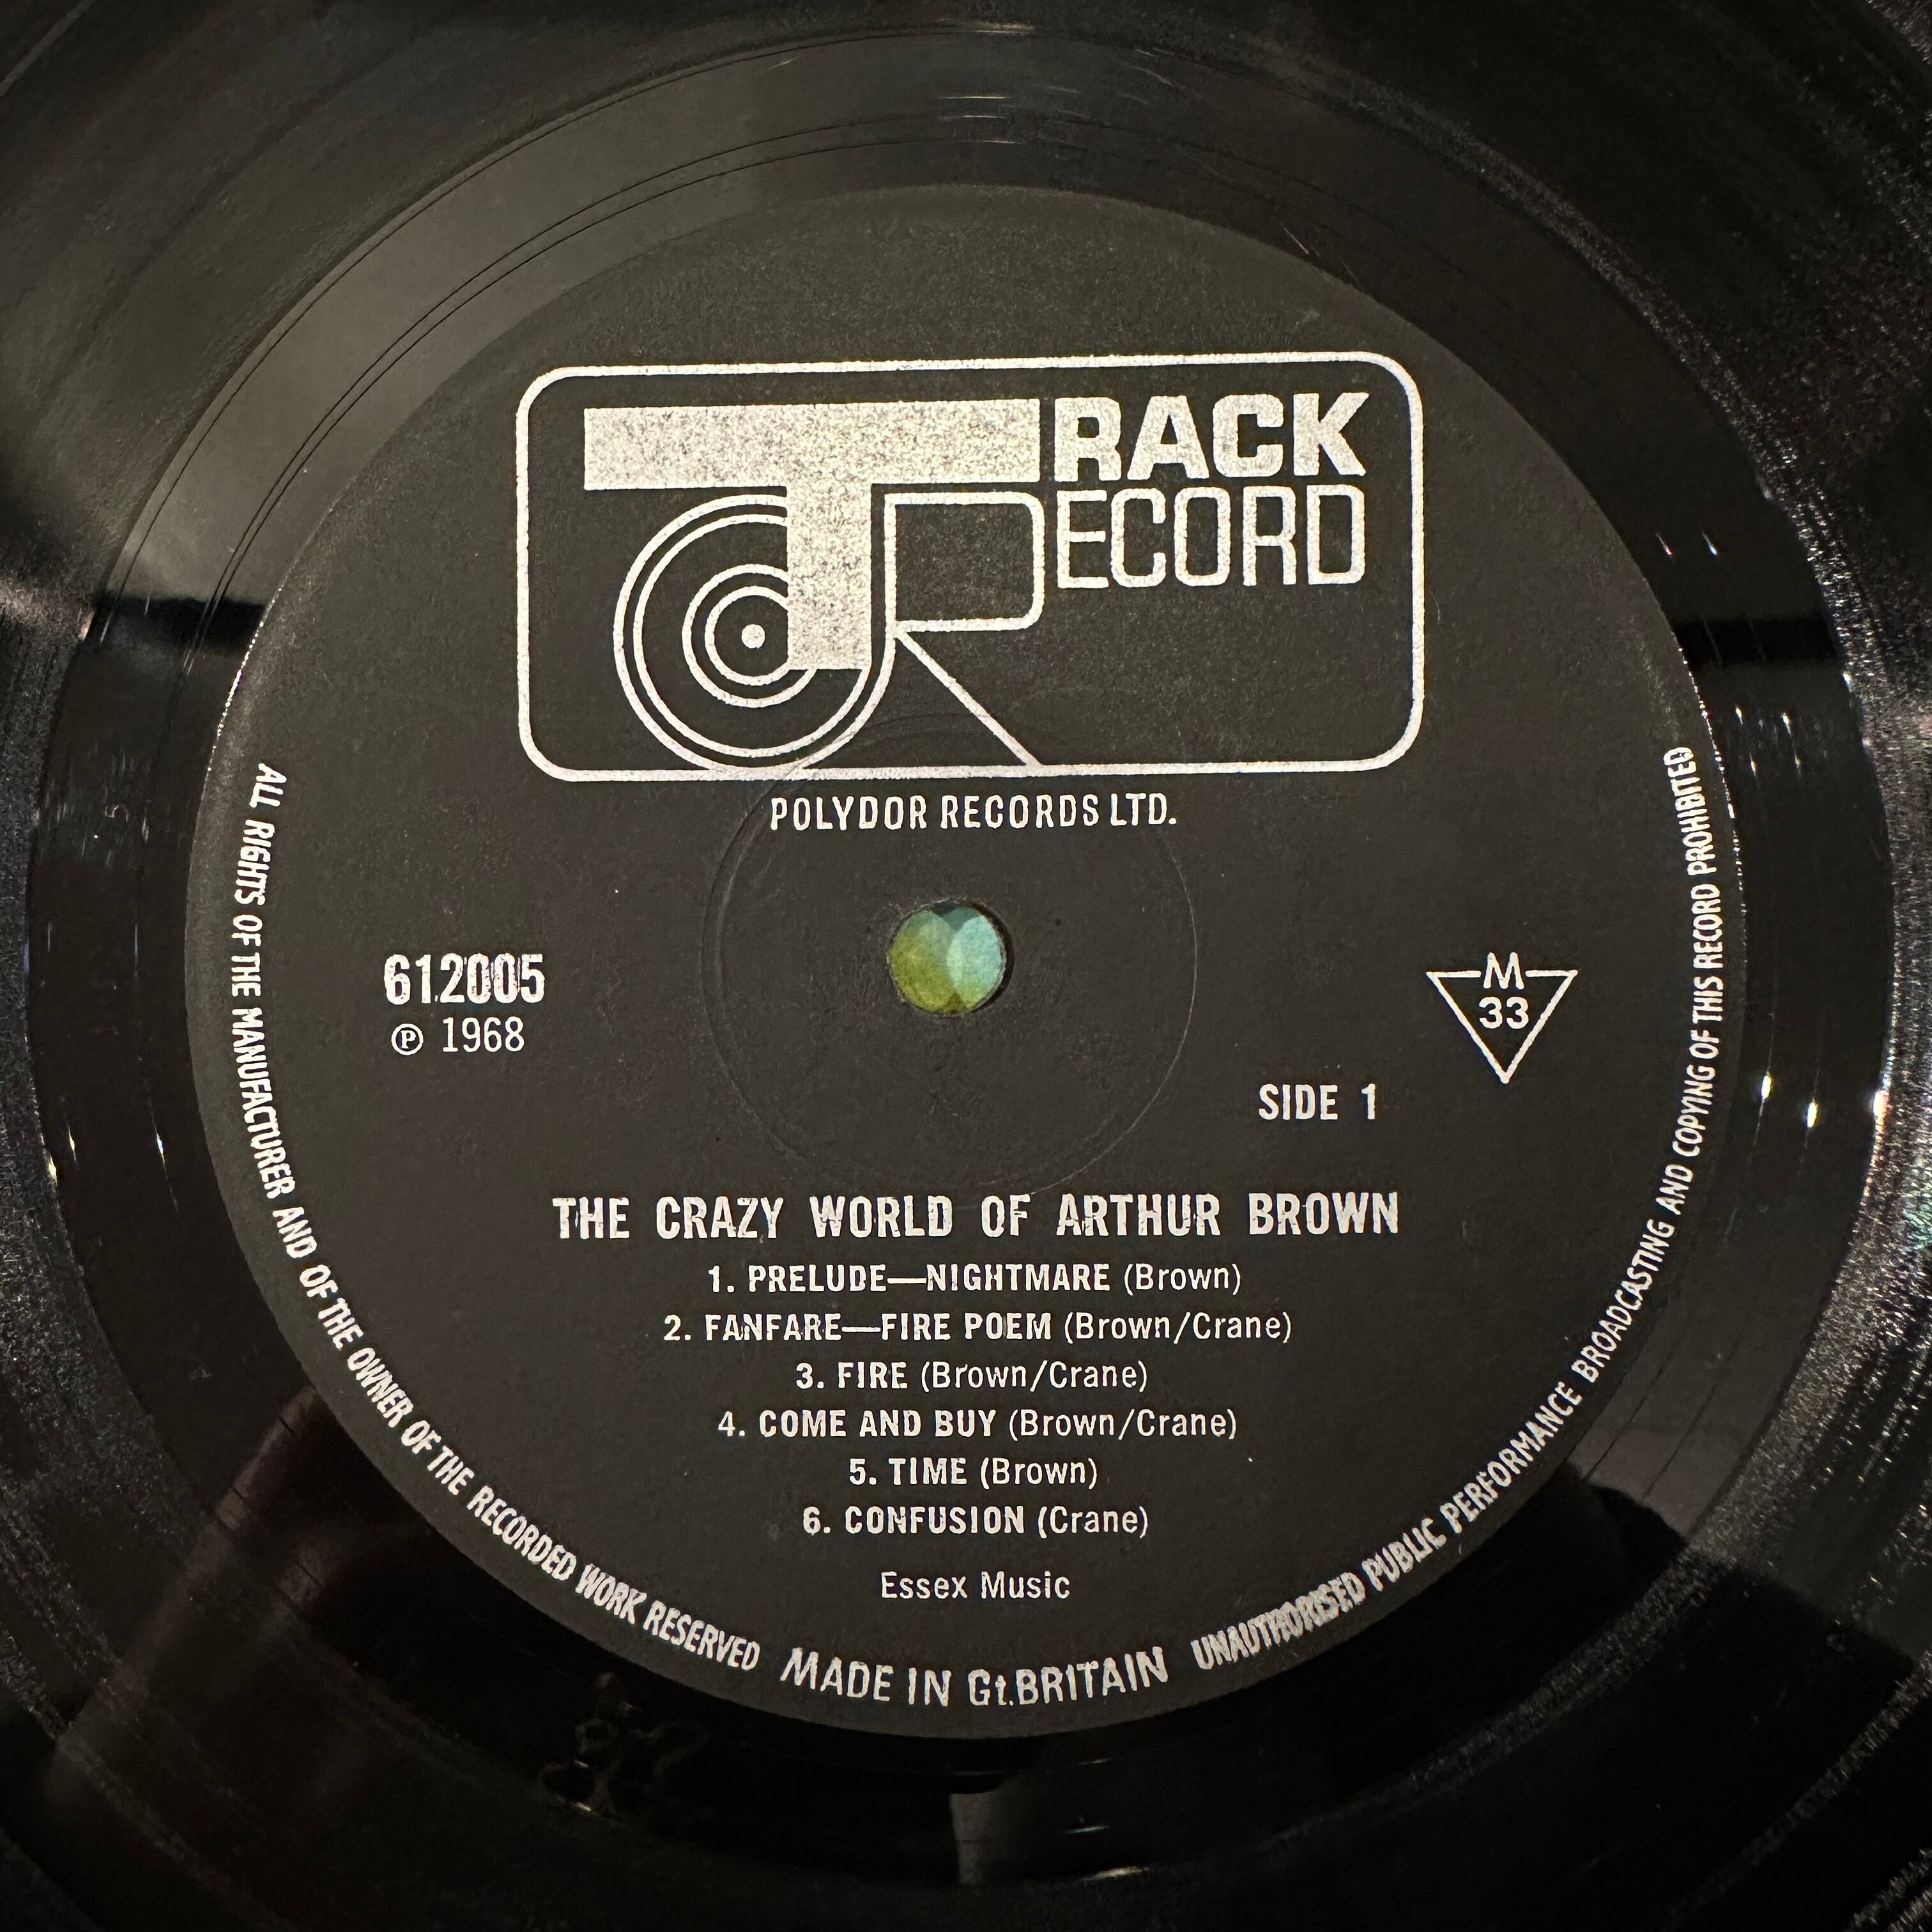 TRACK
RECORD
POLYDOR RECORDS LTD.
612005
℗ 1968
M
33
SIDE 1
THE CRAZY WORLD OF ARTHUR BROWN
1. PRELUDE—NIGHTMARE (Brown)
2. FANFARE—FIRE POEM (Brown/Crane)
3. FIRE (Brown/Crane)
4. COME AND BUY (Brown/Crane)
5. TIME (Brown)
6. CONFUSION (Crane)
Essex Music
ALL RIGHTS OF THE MANUFACTURER AND OF THE OWNER OF THE RECORDED WORK RESERVED MADE IN Gt.BRITAIN UNAUTHORISED PUBLIC PERFORMANCE BROADCASTING AND COPYING OF THIS RECORD PROHIBITED